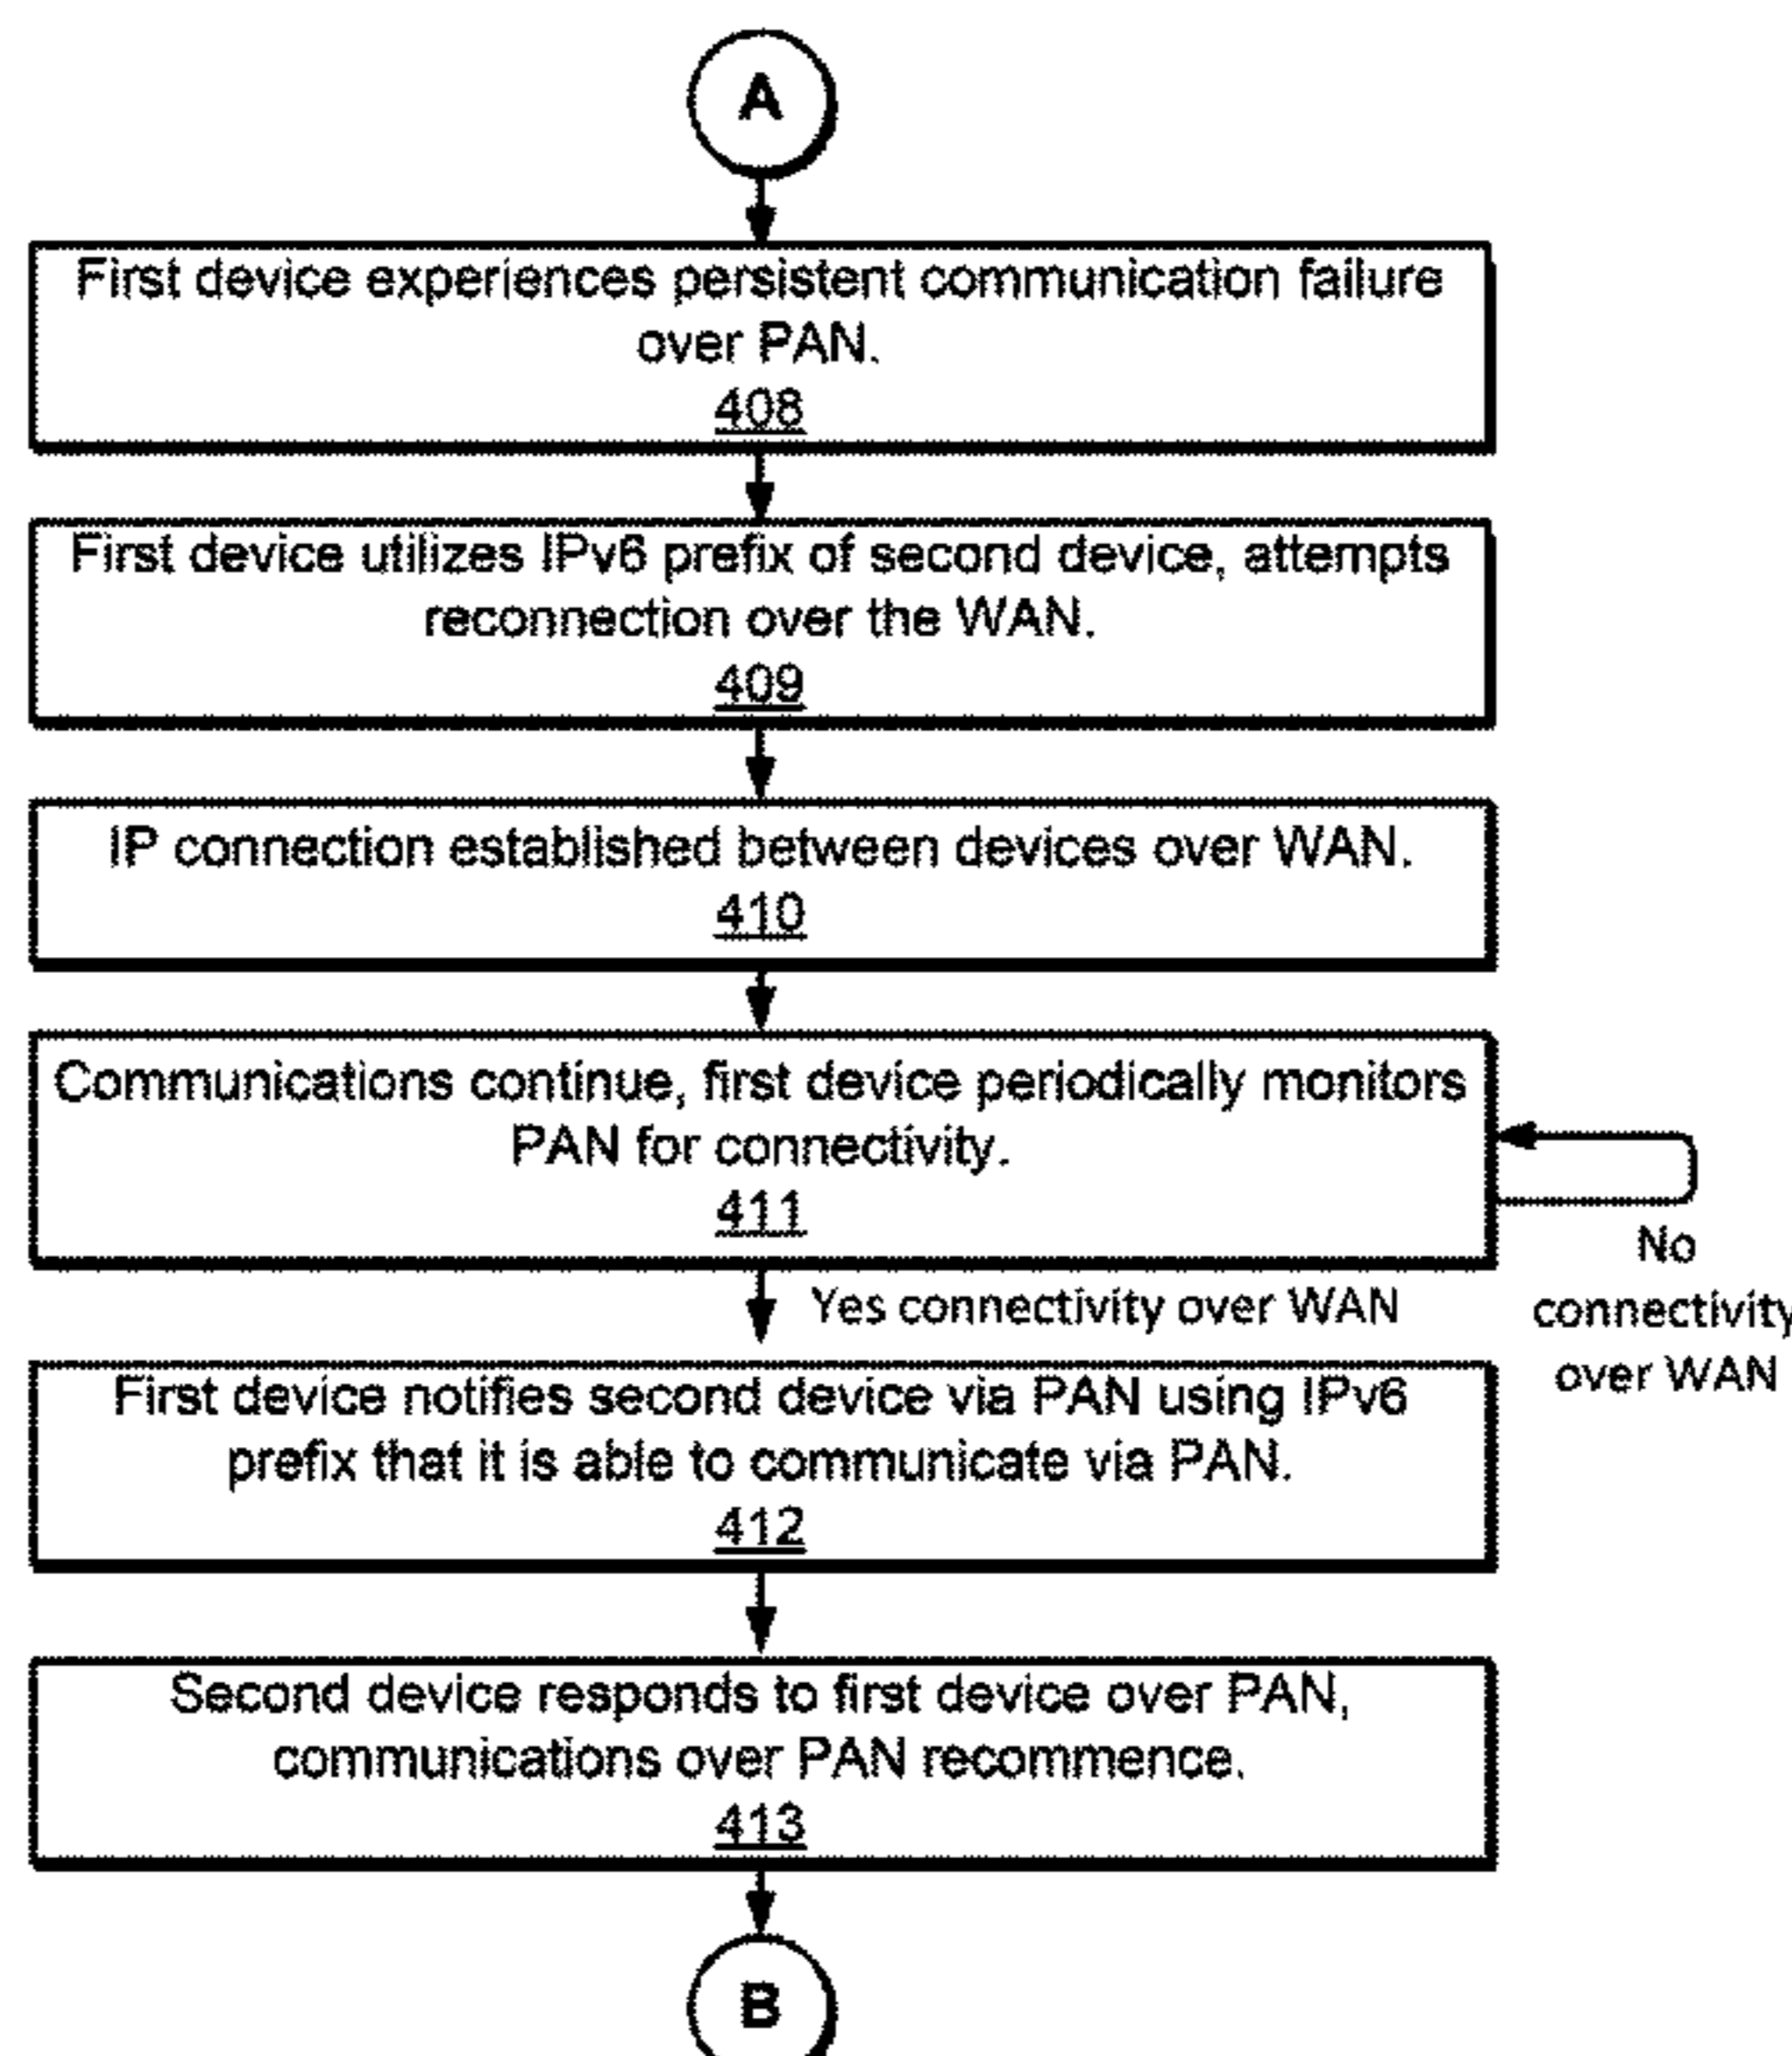 A
First device experiences persistent communication failure
over PAN.
408
First device utilizes IPv6 prefix of second device, attempts
reconnection over the WAN.
409
IP connection established between devices over WAN.
410
Communications continue, first device periodically monitors
PAN for connectivity.
411
No
connectivity
over WAN
Yes connectivity over WAN
First device notifies second device via PAN using IPv6
prefix that it is able to communicate via PAN.
412
Second device responds to first device over PAN,
communications over PAN recommence.
413
B